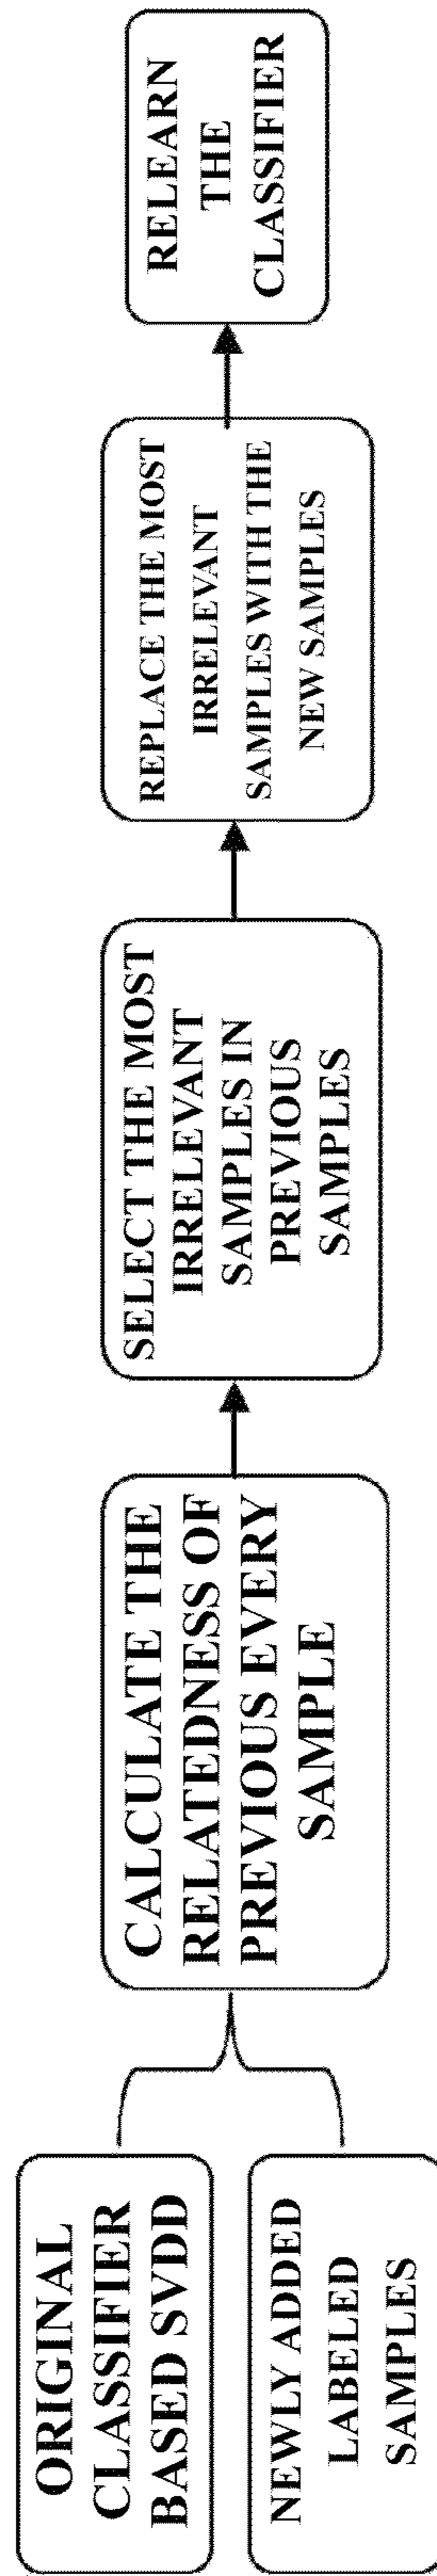 ORIGINAL
CLASSIFIER
BASED SVDD
NEWLY ADDED
LABELED
SAMPLES
CALCULATE THE
RELATEDNESS OF
PREVIOUS EVERY
SAMPLE
SELECT THE MOST
IRRELEVANT
SAMPLES IN
PREVIOUS
SAMPLES
REPLACE THE MOST
IRRELEVANT
SAMPLES WITH THE
NEW SAMPLES
RELEARN
THE
CLASSIFIER